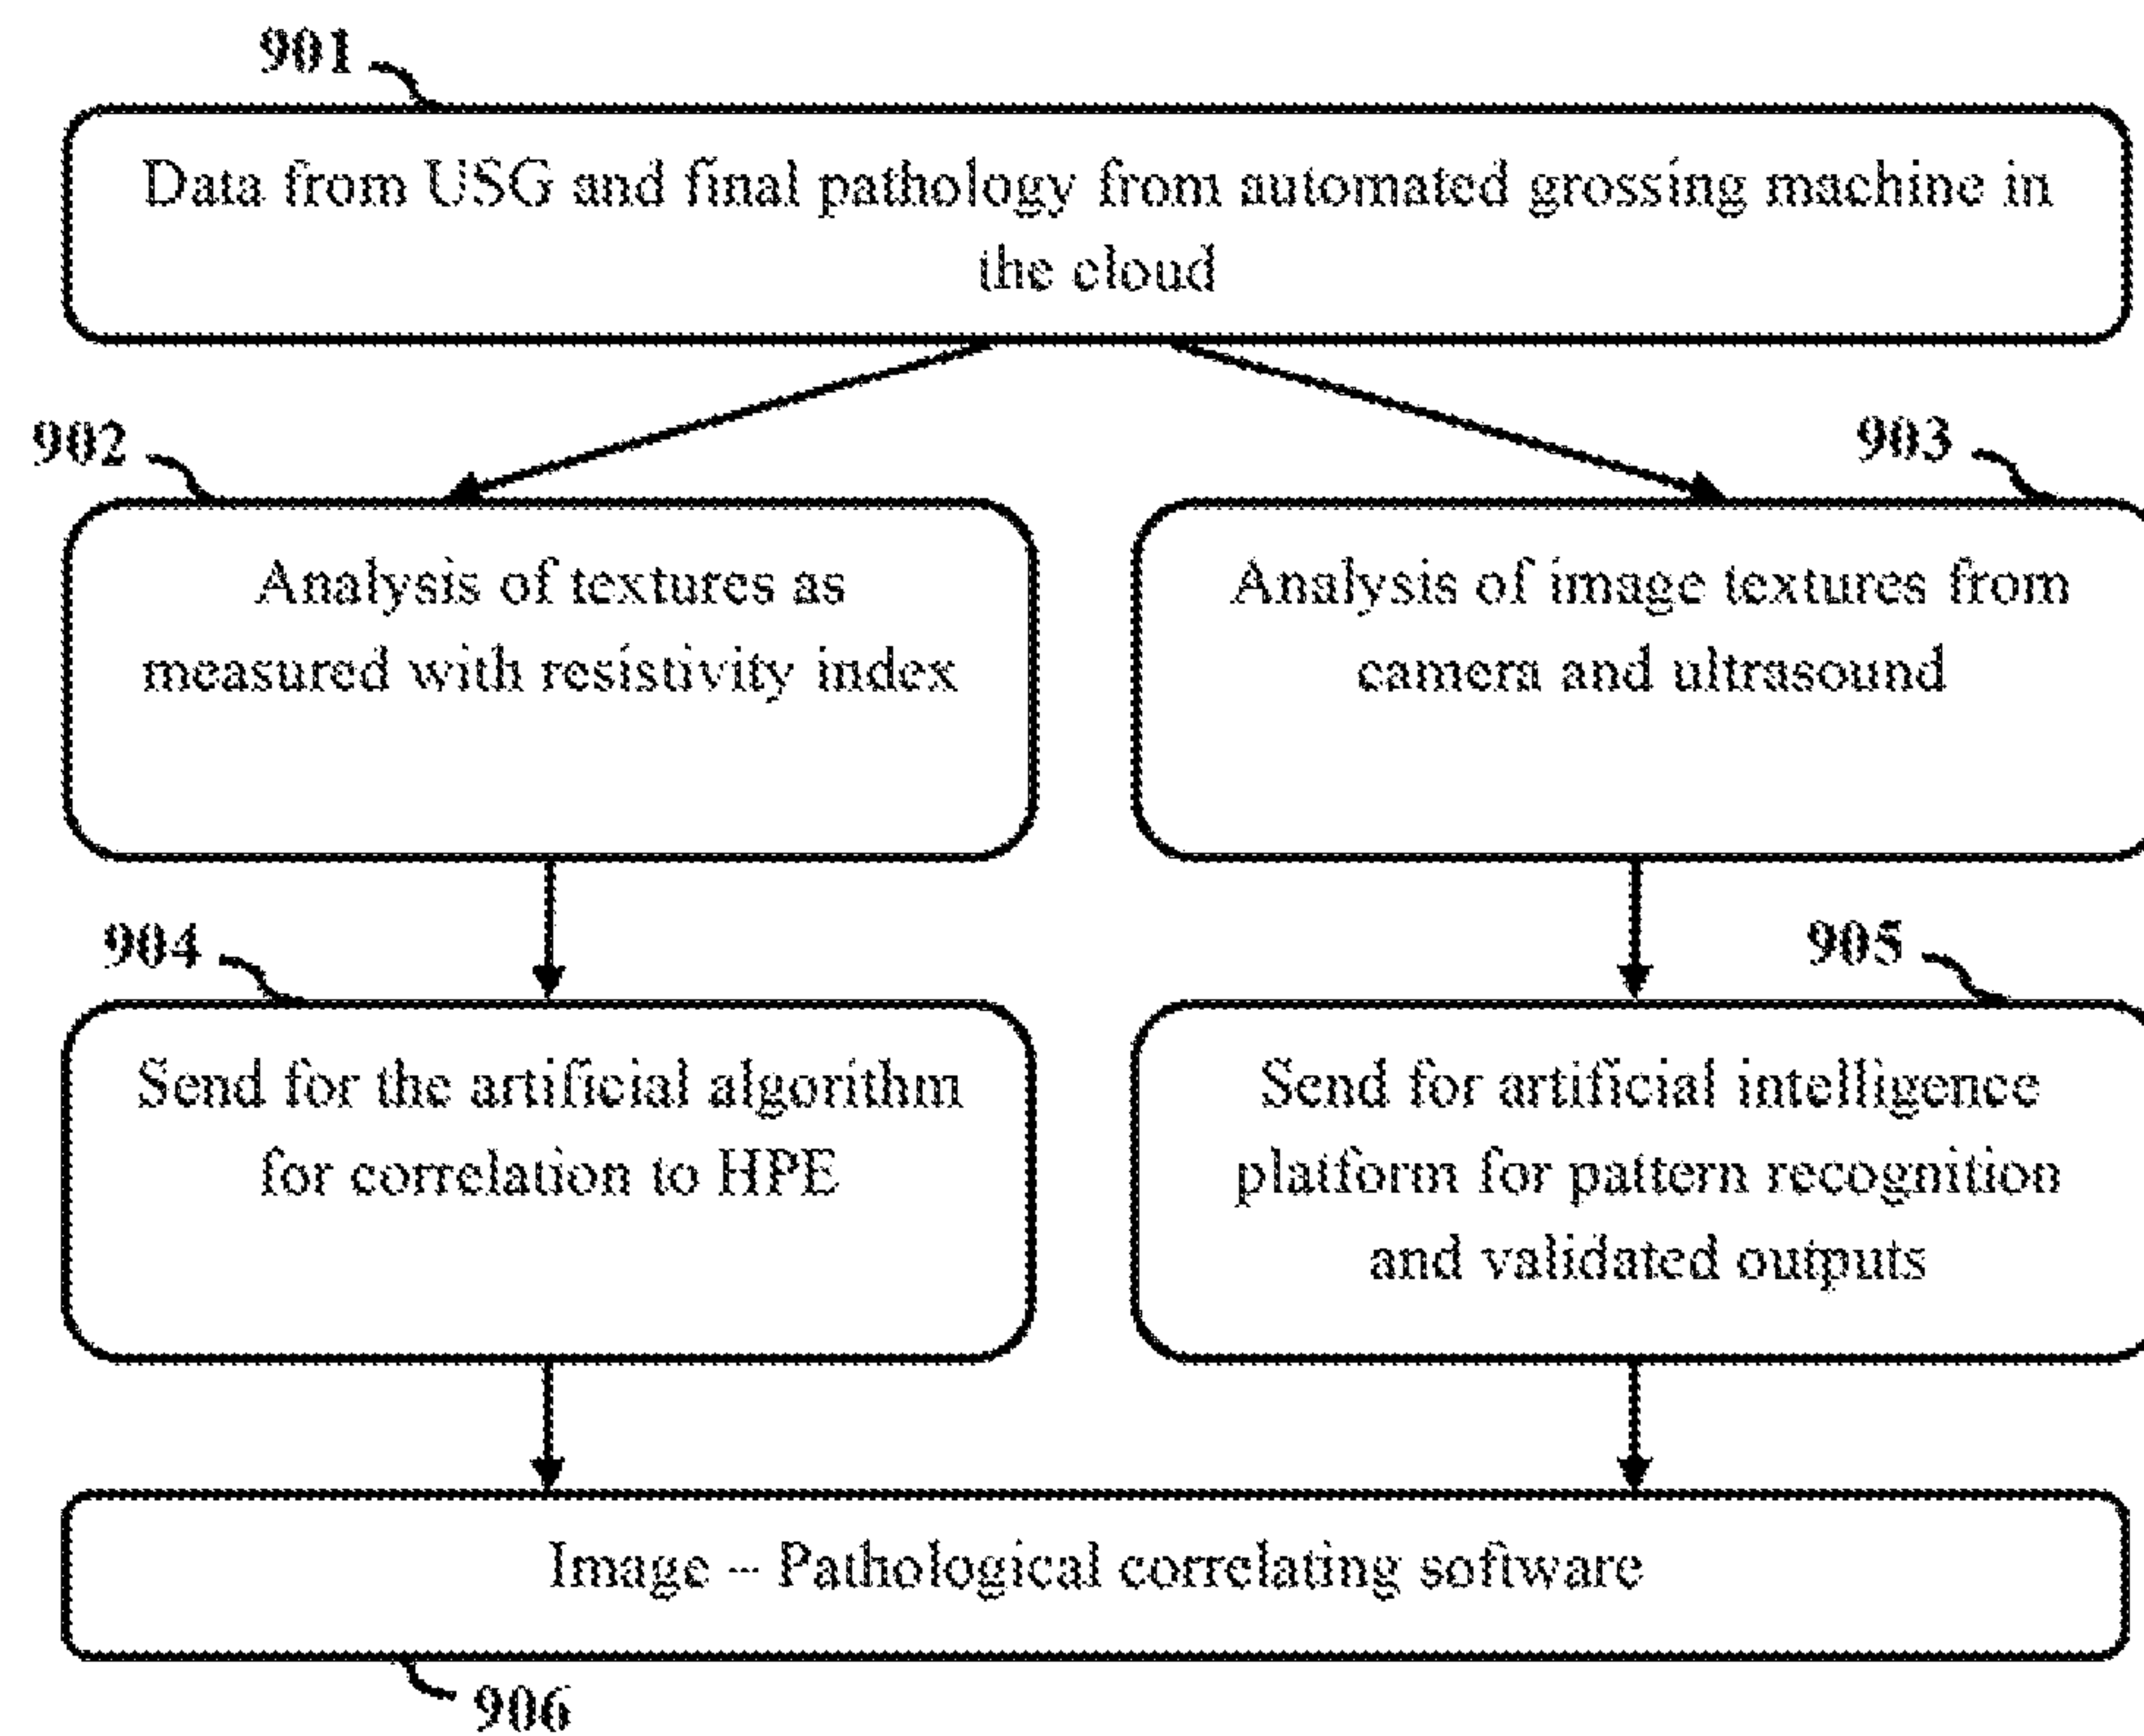 901
Data from USG and final pathology from automated grossing machine in
the cloud
902
903
Analysis of textures as
measured with resistivity index
Analysis of image textures from
camera and ultrasound
904
905
Send for the artificial algorithm
for correlation to HPE
Send for artificial intelligence
platform for pattern recognition
and validated outputs
Image -- Pathological correlating software
906